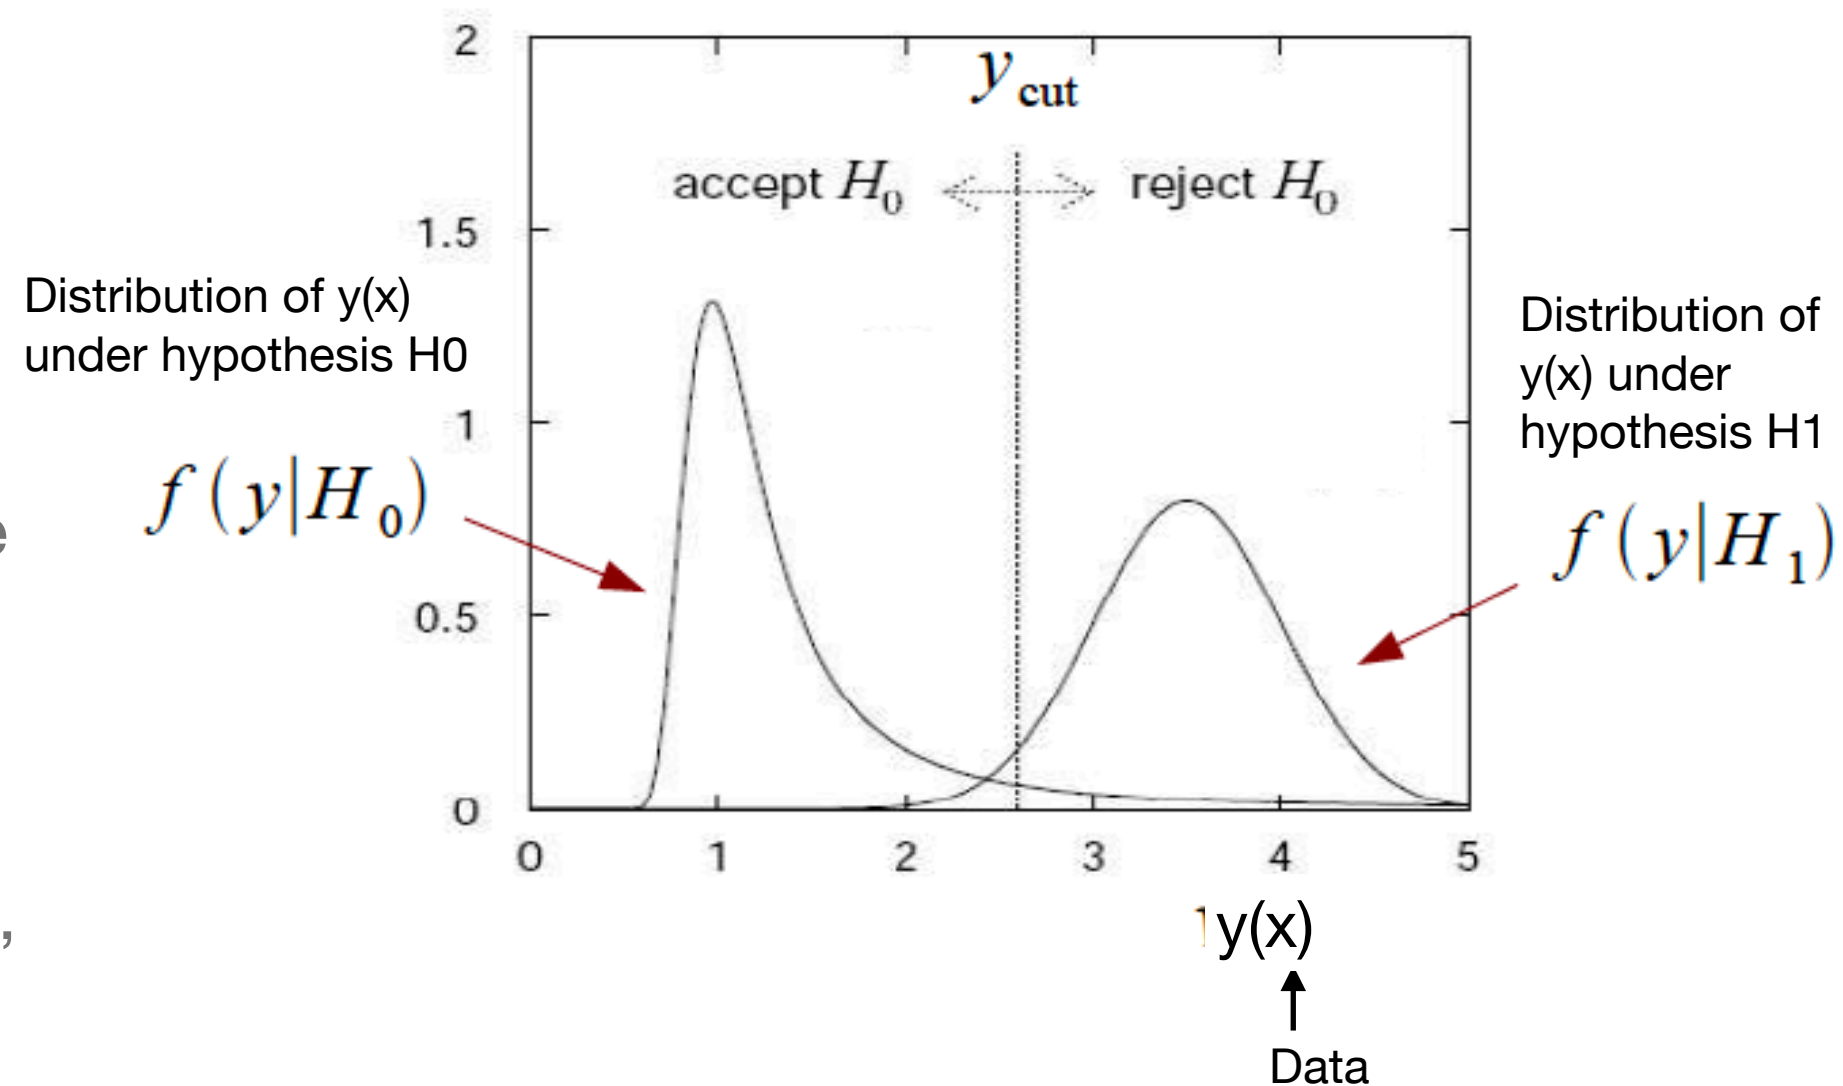 2
y cut
accept H0 reject H0
1.5
Distribution of y(x)
under hypothesis H0
Distribution of
y(x) under
hypothesis H1
1
f(y|H0)
e
f(y|H1)
0.5
0
0 1 2 3 4 5
y(x)
,
Data